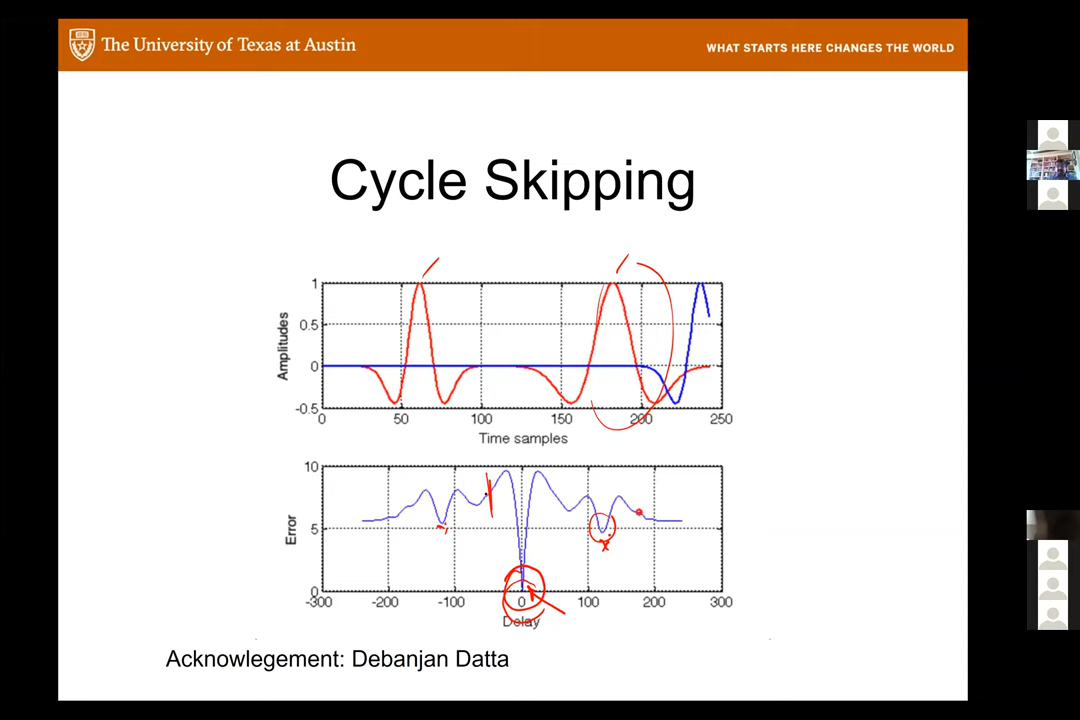 The University of Texas at Austin
WHAT STARTS HERE CHANGES THE WORLD
Cycle Skipping
Amplitudes
1
0.5
0
-0.5
0 50 100 150 200 250
Time samples
Error
10
5
0
-300 -200 -100 0 100 200 300
Delay
Acknowlegement: Debanjan Datta